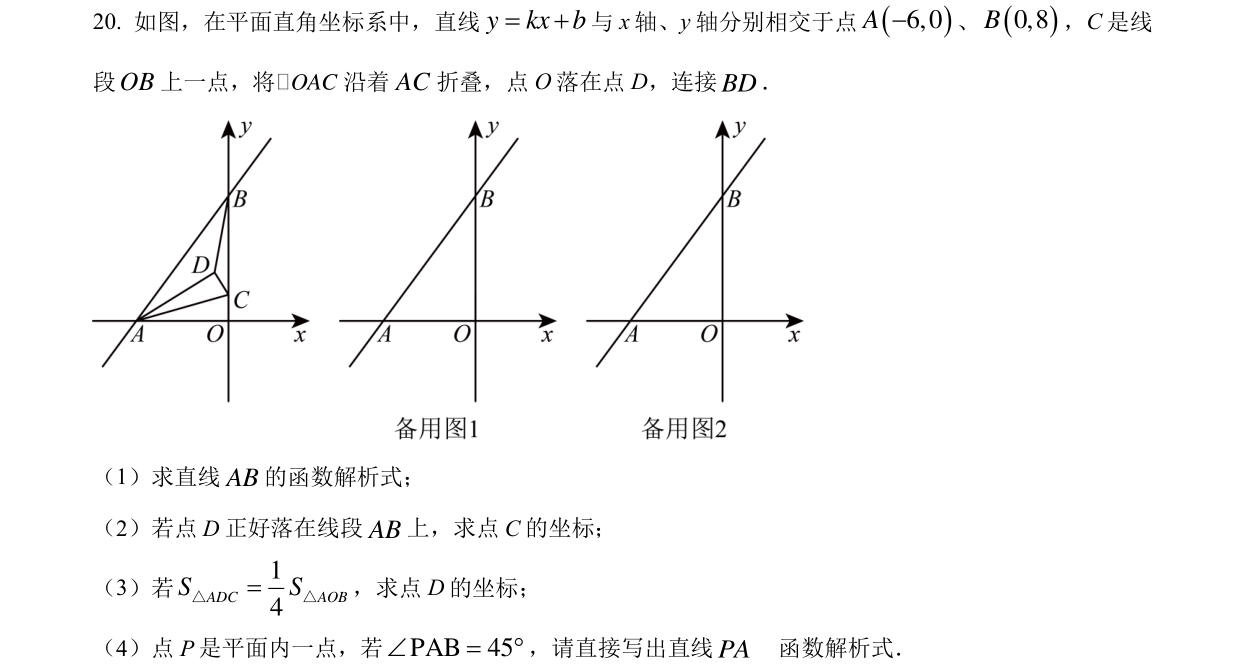 20. 如图，在平面直角坐标系中，直线 y = kx + b 与 x 轴、y 轴分别相交于点 A(−6,0)、B(0,8)，C 是线
段 OB 上一点，将□OAC 沿着 AC 折叠，点 O 落在点 D，连接 BD．
y y y
B B B
D
C
A O x A O x A O x
备用图1 备用图2
（1）求直线 AB 的函数解析式；
（2）若点 D 正好落在线段 AB 上，求点 C 的坐标；
（3）若 S△ADC = 1/4 S△AOB，求点 D 的坐标；
（4）点 P 是平面内一点，若∠PAB = 45°，请直接写出直线 PA 函数解析式．